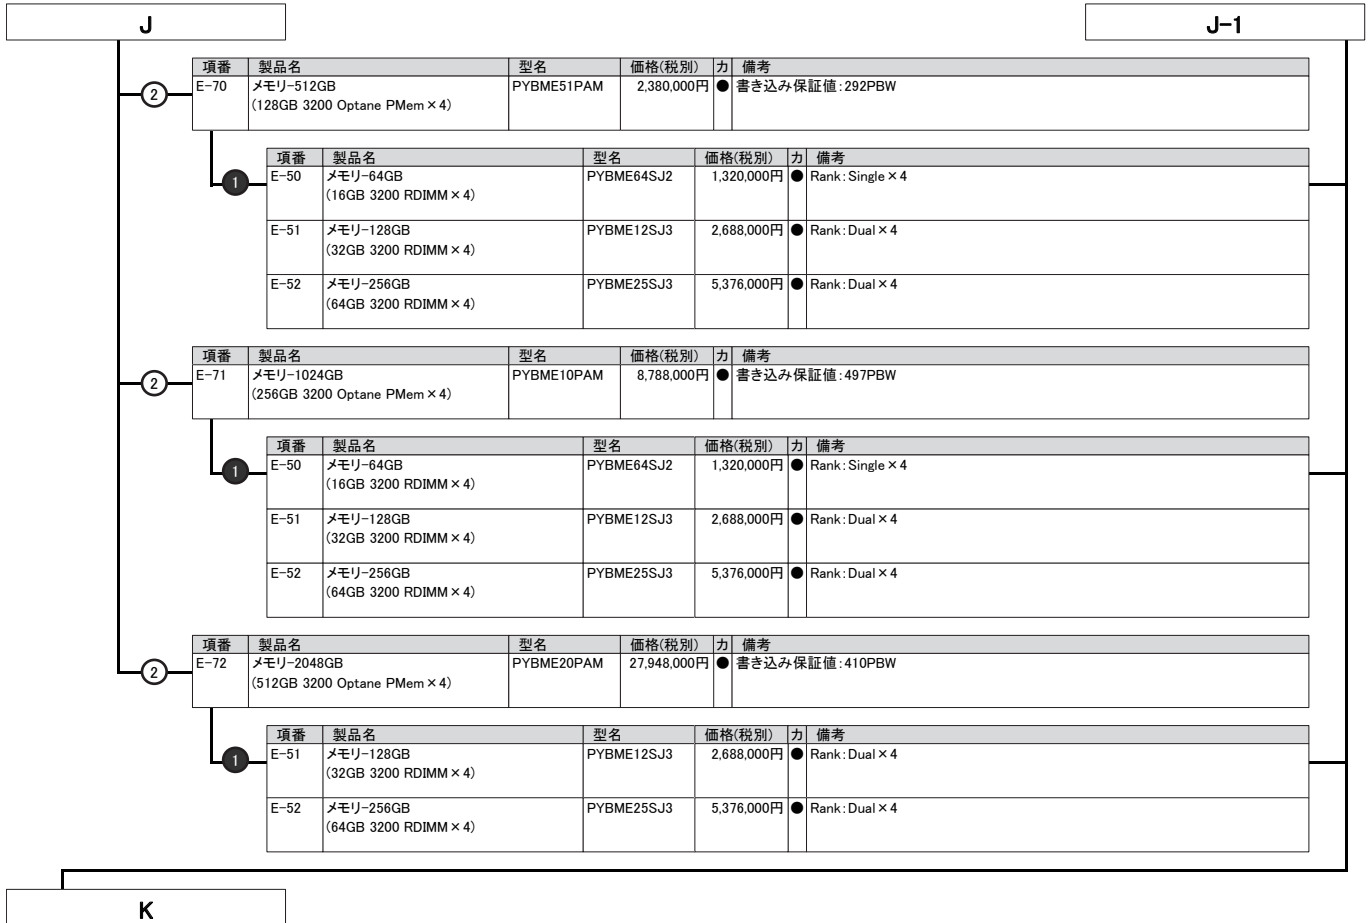 J
J-1
項番 製品名 型名 価格(税別) カ 備考
② E-70 メモリ-512GB PYBME51PAM 2,380,000円 ● 書き込み保証値:292PBW
(128GB 3200 Optane PMem×4)
項番 製品名 型名 価格(税別) カ 備考
❶ E-50 メモリ-64GB PYBME64SJ2 1,320,000円 ● Rank:Single×4
(16GB 3200 RDIMM×4)
E-51 メモリ-128GB PYBME12SJ3 2,688,000円 ● Rank:Dual×4
(32GB 3200 RDIMM×4)
E-52 メモリ-256GB PYBME25SJ3 5,376,000円 ● Rank:Dual×4
(64GB 3200 RDIMM×4)
項番 製品名 型名 価格(税別) カ 備考
② E-71 メモリ-1024GB PYBME10PAM 8,788,000円 ● 書き込み保証値:497PBW
(256GB 3200 Optane PMem×4)
項番 製品名 型名 価格(税別) カ 備考
❶ E-50 メモリ-64GB PYBME64SJ2 1,320,000円 ● Rank:Single×4
(16GB 3200 RDIMM×4)
E-51 メモリ-128GB PYBME12SJ3 2,688,000円 ● Rank:Dual×4
(32GB 3200 RDIMM×4)
E-52 メモリ-256GB PYBME25SJ3 5,376,000円 ● Rank:Dual×4
(64GB 3200 RDIMM×4)
項番 製品名 型名 価格(税別) カ 備考
② E-72 メモリ-2048GB PYBME20PAM 27,948,000円 ● 書き込み保証値:410PBW
(512GB 3200 Optane PMem×4)
項番 製品名 型名 価格(税別) カ 備考
❶ E-51 メモリ-128GB PYBME12SJ3 2,688,000円 ● Rank:Dual×4
(32GB 3200 RDIMM×4)
E-52 メモリ-256GB PYBME25SJ3 5,376,000円 ● Rank:Dual×4
(64GB 3200 RDIMM×4)
K